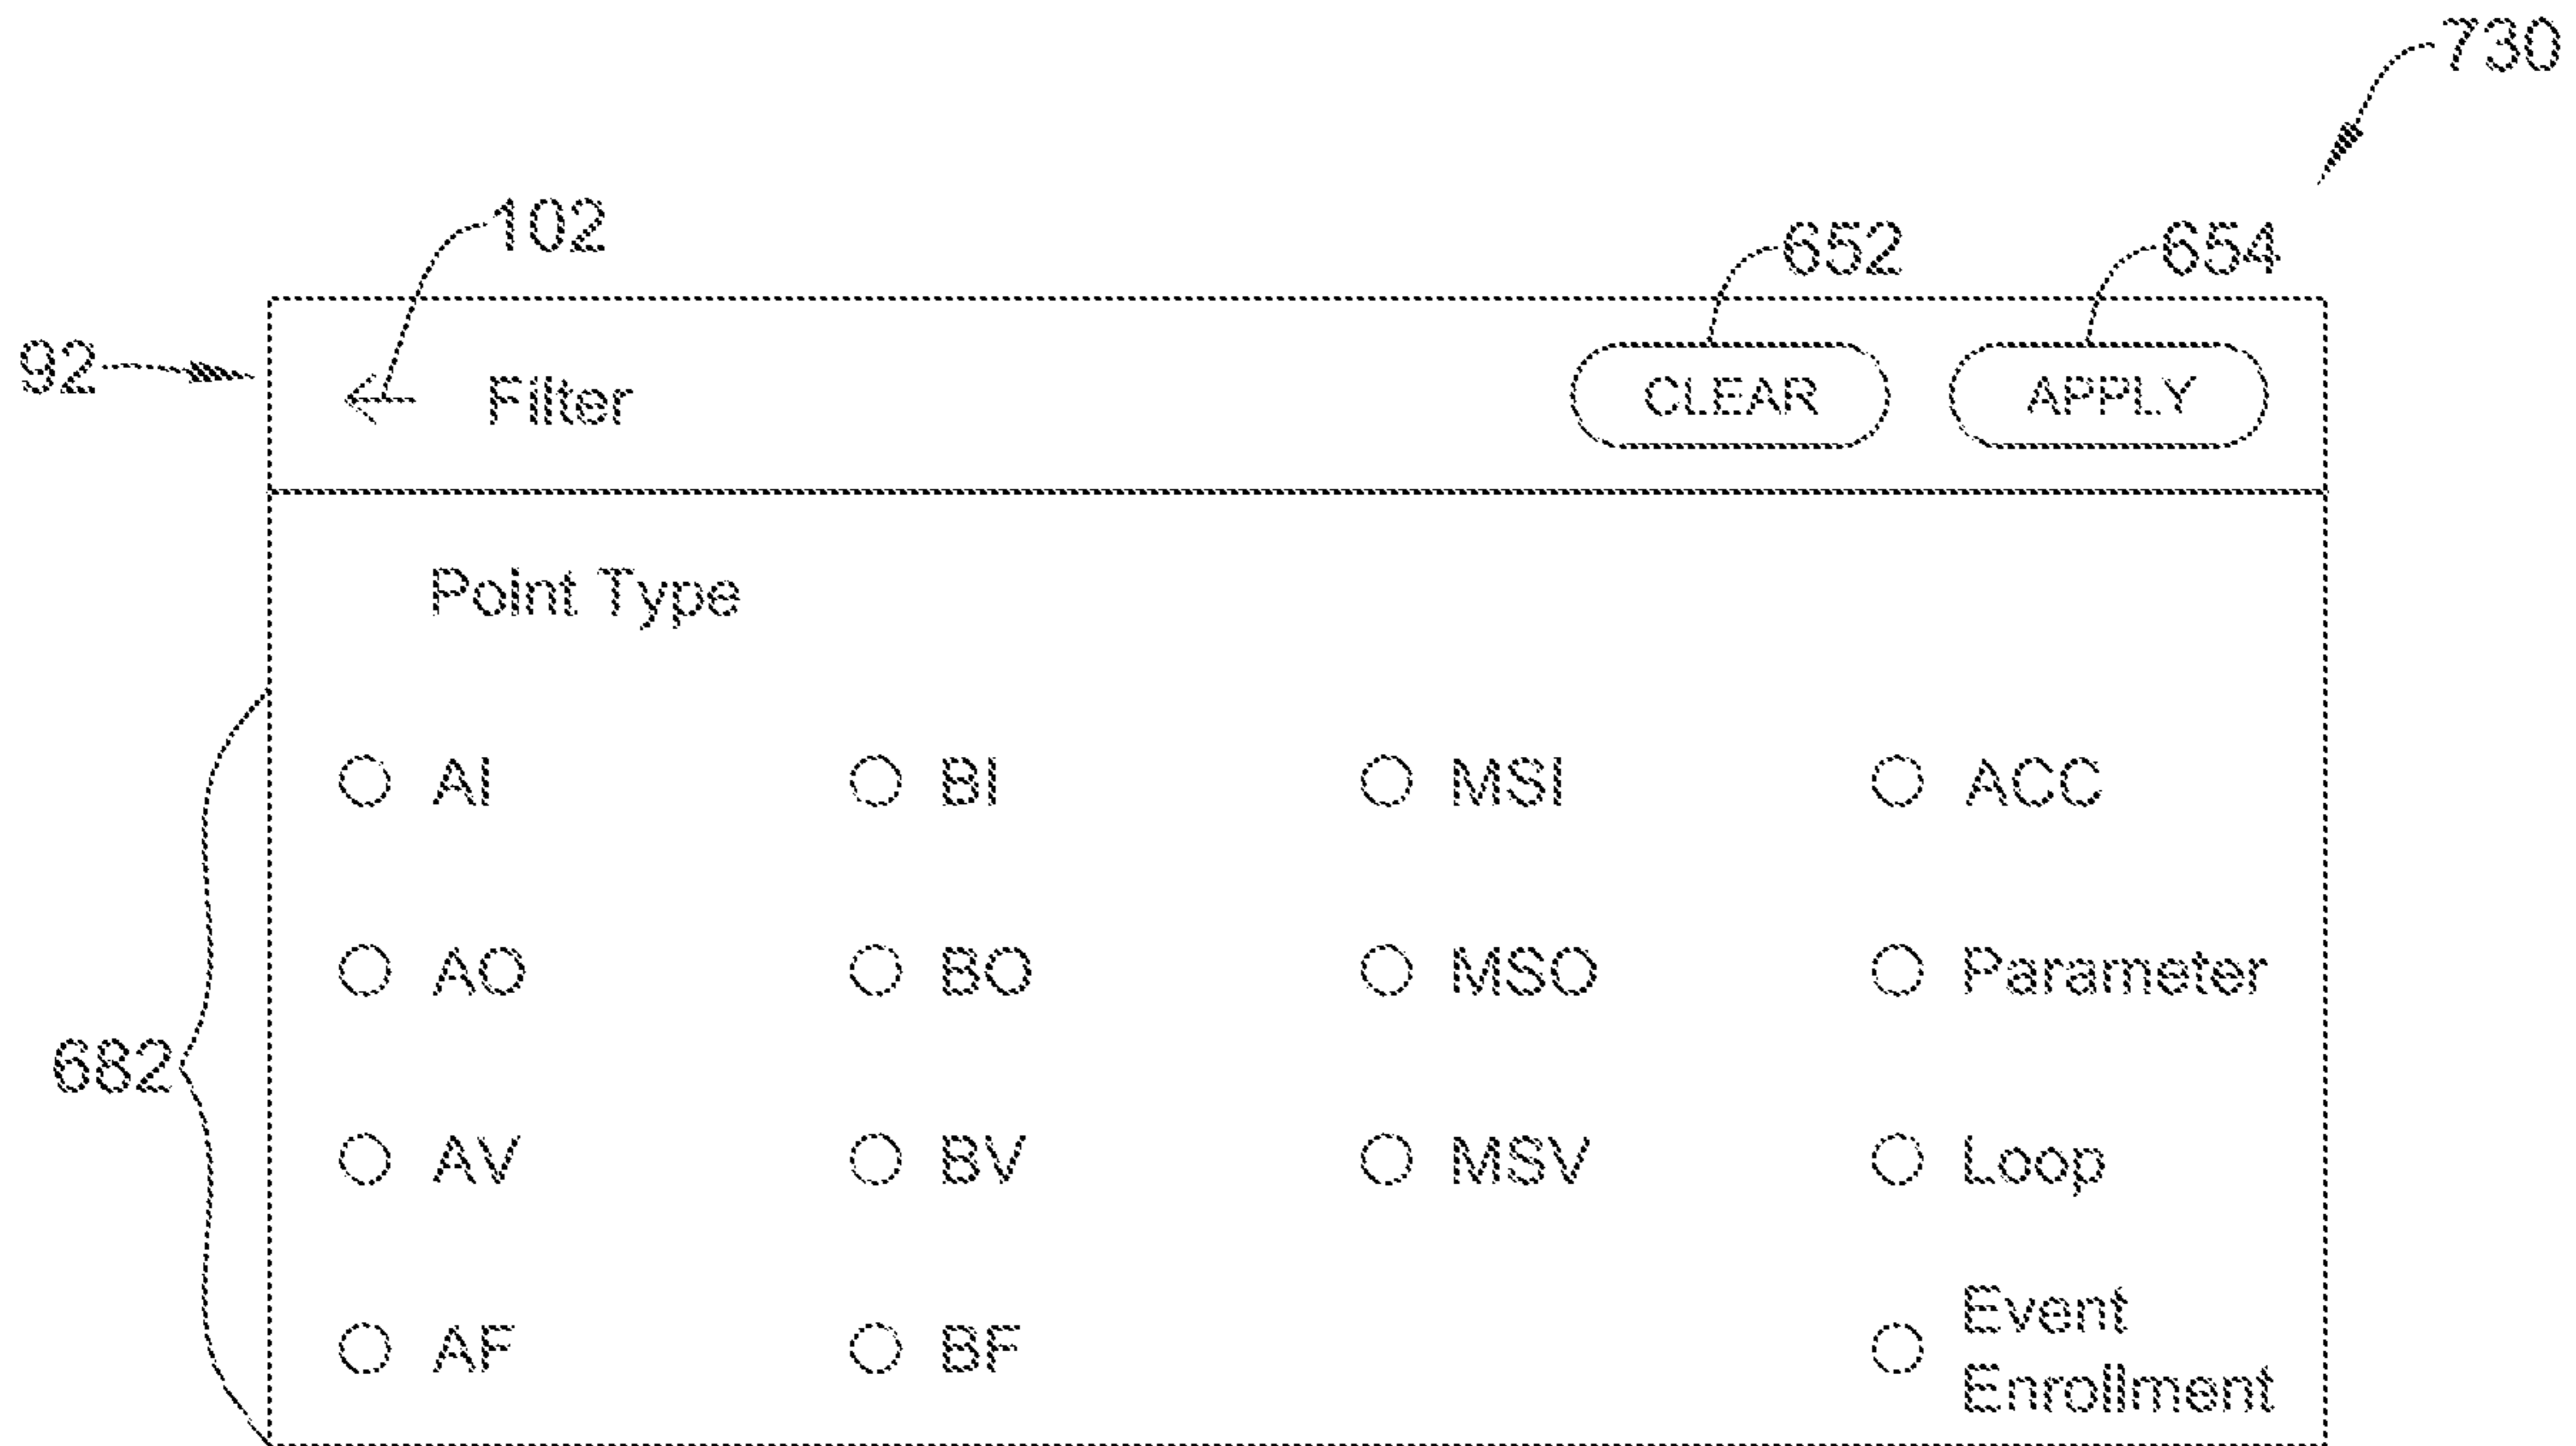 730
102
652
654
92
Filter
CLEAR
APPLY
Point Type
AI
BI
MSI
ACC
AO
BO
MSO
Parameter
682
AV
BV
MSV
Loop
AF
BF
Event
Enrollment